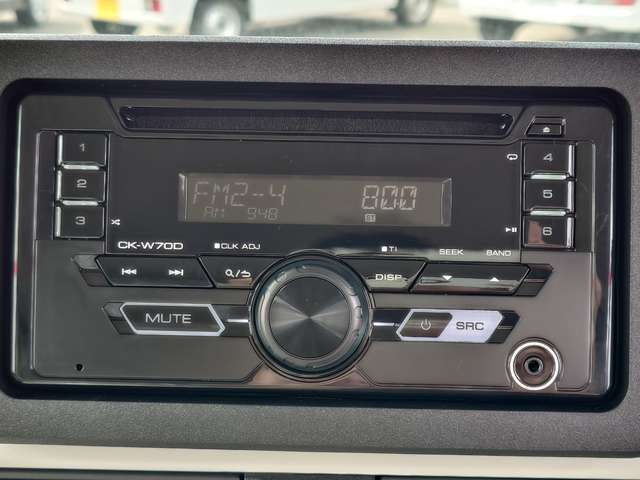 1
2
3
4
5
6
FM2-4 80.0
AM 948
ST
CK-W70D
CLK ADJ
TI
SEEK
BAND
DISP
MUTE
SRC